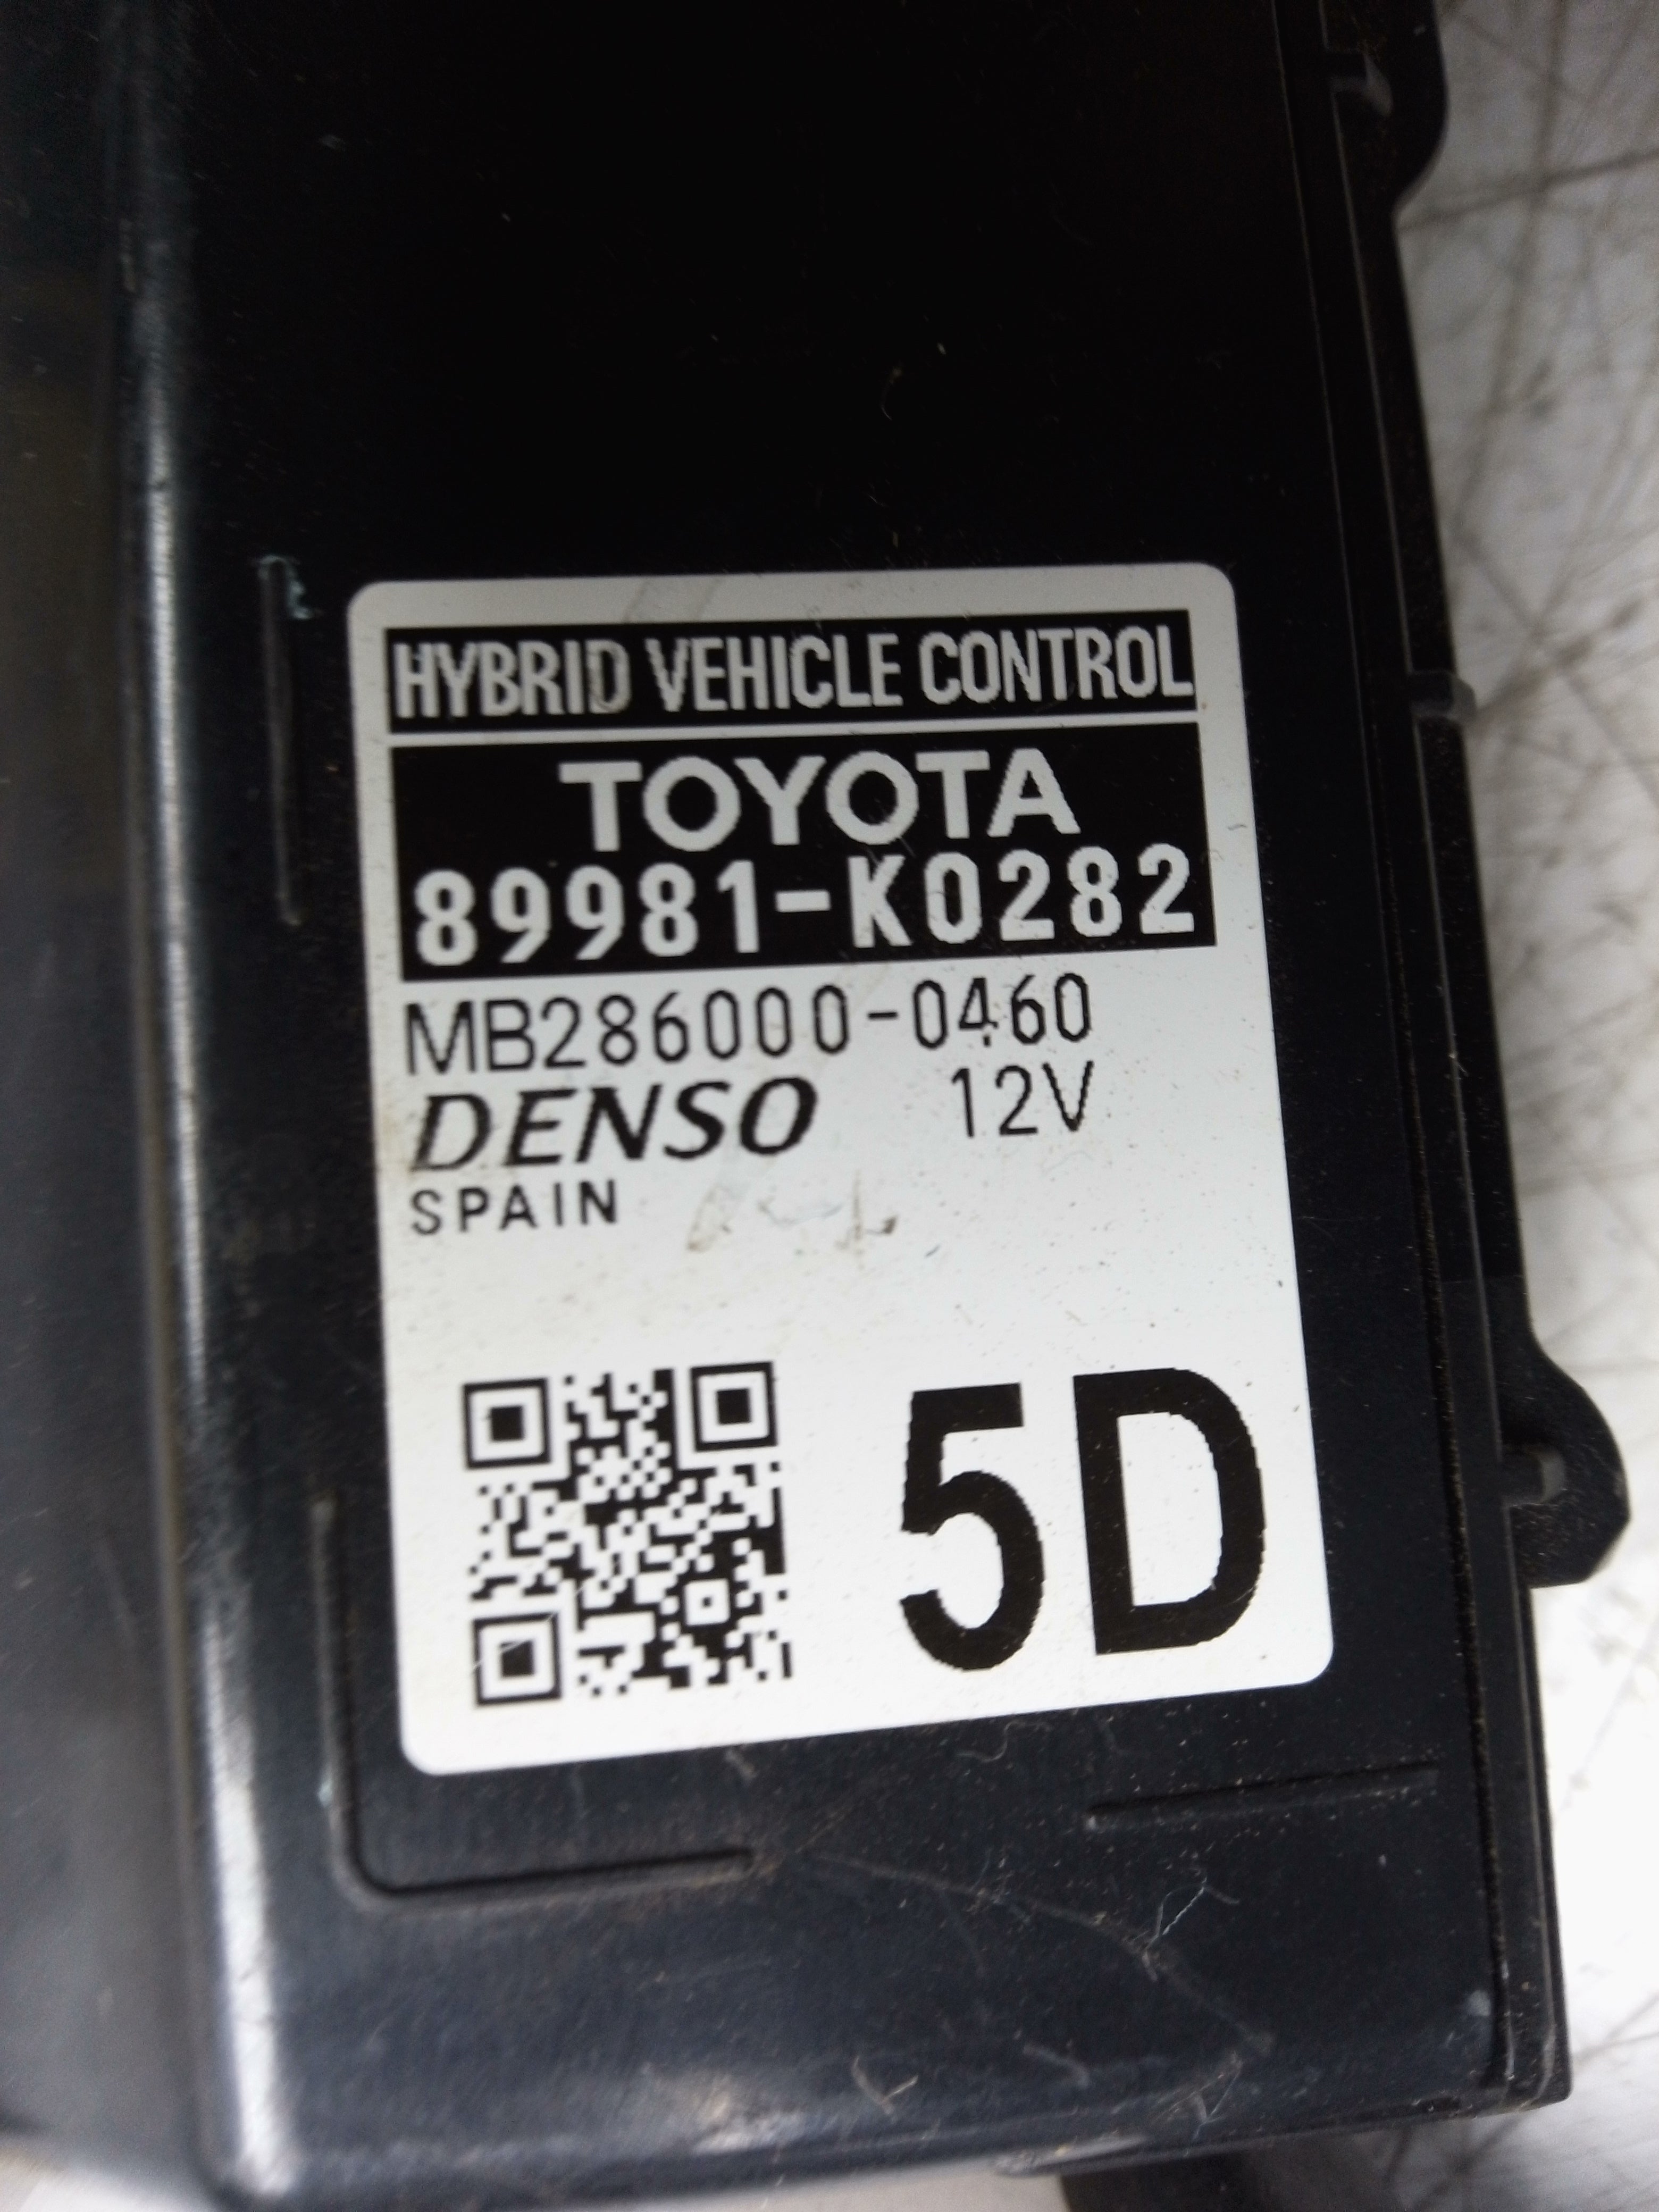 HYBRID VEHICLE CONTROL
TOYOTA
89981-K0282
MB286000-0460
DENSO 12V
SPAIN
5D